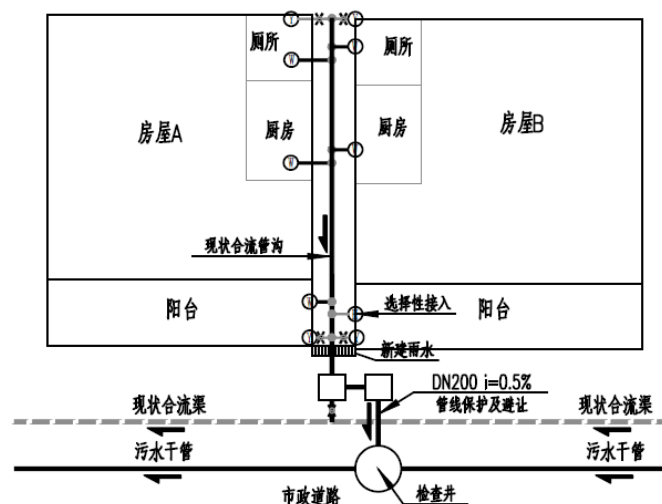 厕所
厕所
房屋A
厨房
厨房
房屋B
现状合流管沟
阳台
选择性接入
阳台
新建雨水
DN200 i=0.5%
管线保护及避让
现状合流渠
现状合流渠
污水干管
污水干管
市政道路
检查井